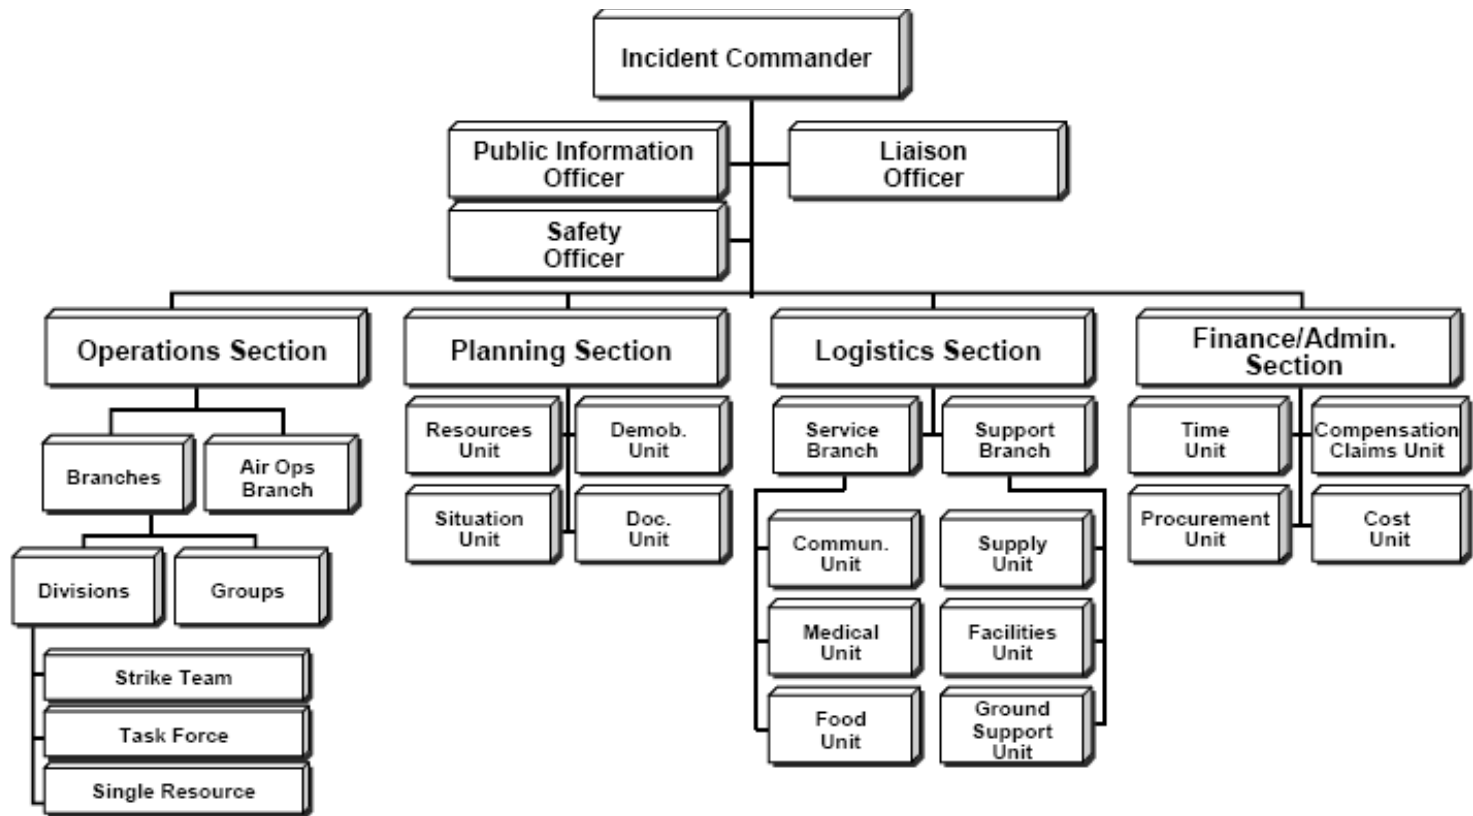 Incident Commander
Public Information
Officer
Liaison
Officer
Safety
Officer
Operations Section
Planning Section
Logistics Section
Finance/Admin.
Section
Branches
Air Ops
Branch
Divisions
Groups
Strike Team
Task Force
Single Resource
Resources
Unit
Demob.
Unit
Situation
Unit
Doc.
Unit
Service
Branch
Support
Branch
Commun.
Unit
Supply
Unit
Medical
Unit
Facilities
Unit
Food
Unit
Ground
Support
Unit
Time
Unit
Compensation
Claims Unit
Procurement
Unit
Cost
Unit